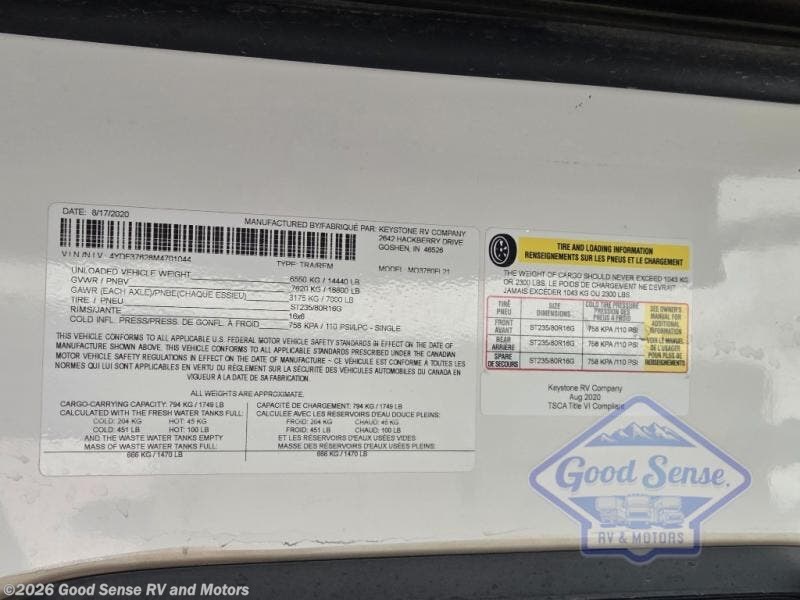 DATE: 8/17/2020
MANUFACTURED BY/FABRIQUÉ PAR: KEYSTONE RV COMPANY
2642 HACKBERRY DRIVE
GOSHEN, IN 46526
V I N /N I V - 4YDF37628M4701044
TYPE: TRA/REM
MODEL:
UNLOADED VEHICLE WEIGHT 6550 KG / 14440 LB
GVWR / PNBV 7620 KG / 16800 LB
GAWR (EACH AXLE)/PNBE(CHAQUE ESSIEU) 3175 KG / 7000 LB
TIRE / PNEU ST235/80R16G
RIMS/JANTE 16x6
COLD INFL. PRESS/PRESS. DE GONFL. À FROID 758 KPA / 110 PSI/LPC - SINGLE
THIS VEHICLE CONFORMS TO ALL APPLICABLE U.S. FEDERAL MOTOR VEHICLE SAFETY STANDARDS IN EFFECT ON THE DATE OF
MANUFACTURE SHOWN ABOVE. THIS VEHICLE CONFORMS TO ALL APPLICABLE STANDARDS PRESCRIBED UNDER THE CANADIAN
MOTOR VEHICLE SAFETY REGULATIONS IN EFFECT ON THE DATE OF MANUFACTURE ~ CE VÉHICULE EST CONFORME À TOUTES LES
NORMES QUI LUI SONT APPLICABLES EN VERTU DU RÈGLEMENT SUR LA SÉCURITÉ DES VÉHICULES AUTOMOBILES DU CANADA EN
VIGUEUR À LA DATE DE SA FABRICATION.
ALL WEIGHTS ARE APPROXIMATE.
CARGO-CARRYING CAPACITY: 794 KG / 1749 LB
CALCULATED WITH THE FRESH WATER TANKS FULL:
COLD: 204 KG HOT: 45 KG
COLD: 451 LB HOT: 100 LB
AND THE WASTE WATER TANKS EMPTY
MASS OF WASTE WATER TANKS FULL:
666 KG / 1470 LB
CAPACITÉ DE CHARGEMENT: 794 KG / 1749 LB
CALCULÉE AVEC LES RÉSERVOIRS D'EAU DOUCE PLEINS:
FROID: 204 KG CHAUD: 45 KG
FROID: 451 LB CHAUD: 100 LB
ET LES RÉSERVOIRS D'EAUX USÉES VIDES
MASSE DES RÉSERVOIRS D'EAUX USÉES PLEINS:
666 KG / 1470 LB
TIRE AND LOADING INFORMATION
RENSEIGNEMENTS SUR LES PNEUS ET LE CHARGEMENT
THE WEIGHT OF CARGO SHOULD NEVER EXCEED 1043 KG
OR 2300 LBS. LE POIDS DE CHARGEMENT NE DEVRAIT
JAMAIS EXCÉDER 1043 KG OU 2300 LBS.
TIRE
PNEU
SIZE
DIMENSIONS
COLD TIRE PRESSURE
PRESSION DES
PNEUS A FROID
FRONT
AVANT
ST235/80R16G
758 KPA /110 PSI
REAR
ARRIÈRE
ST235/80R16G
758 KPA /110 PSI
SPARE
DE SECOURS
ST235/80R16G
758 KPA /110 PSI
SEE OWNER'S
MANUAL FOR
ADDITIONAL
INFORMATION
VOIR LE MANUEL
DE L'USAGER
POUR PLUS DE
RENSEIGNEMENTS
Keystone RV Company
Aug 2020
TSCA Title VI Compliant
Good Sense
RV & MOTORS
©2026 Good Sense RV and Motors